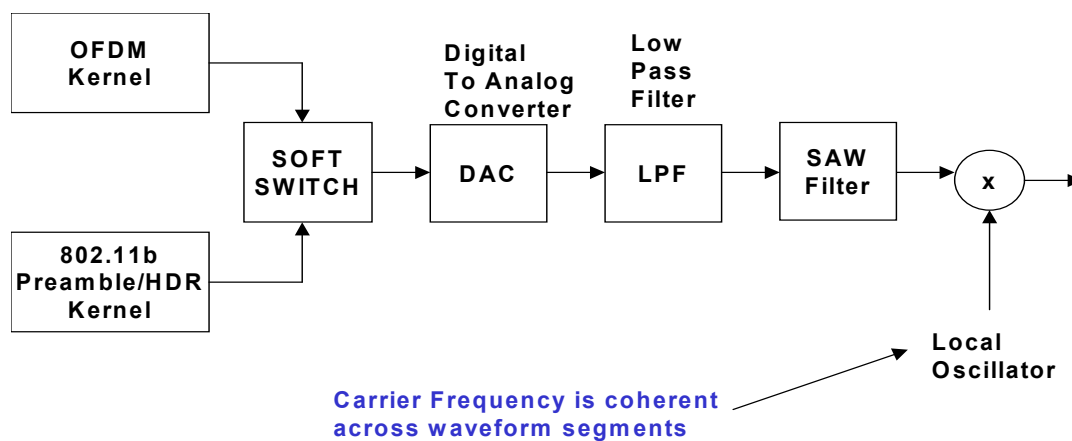 OFDM
Kernel
Digital
To Analog
Converter
Low
Pass
Filter
SOFT
SWITCH
DAC
LPF
SAW
Filter
x
802.11b
Preamble/HDR
Kernel
Local
Oscillator
Carrier Frequency is coherent
across waveform segments